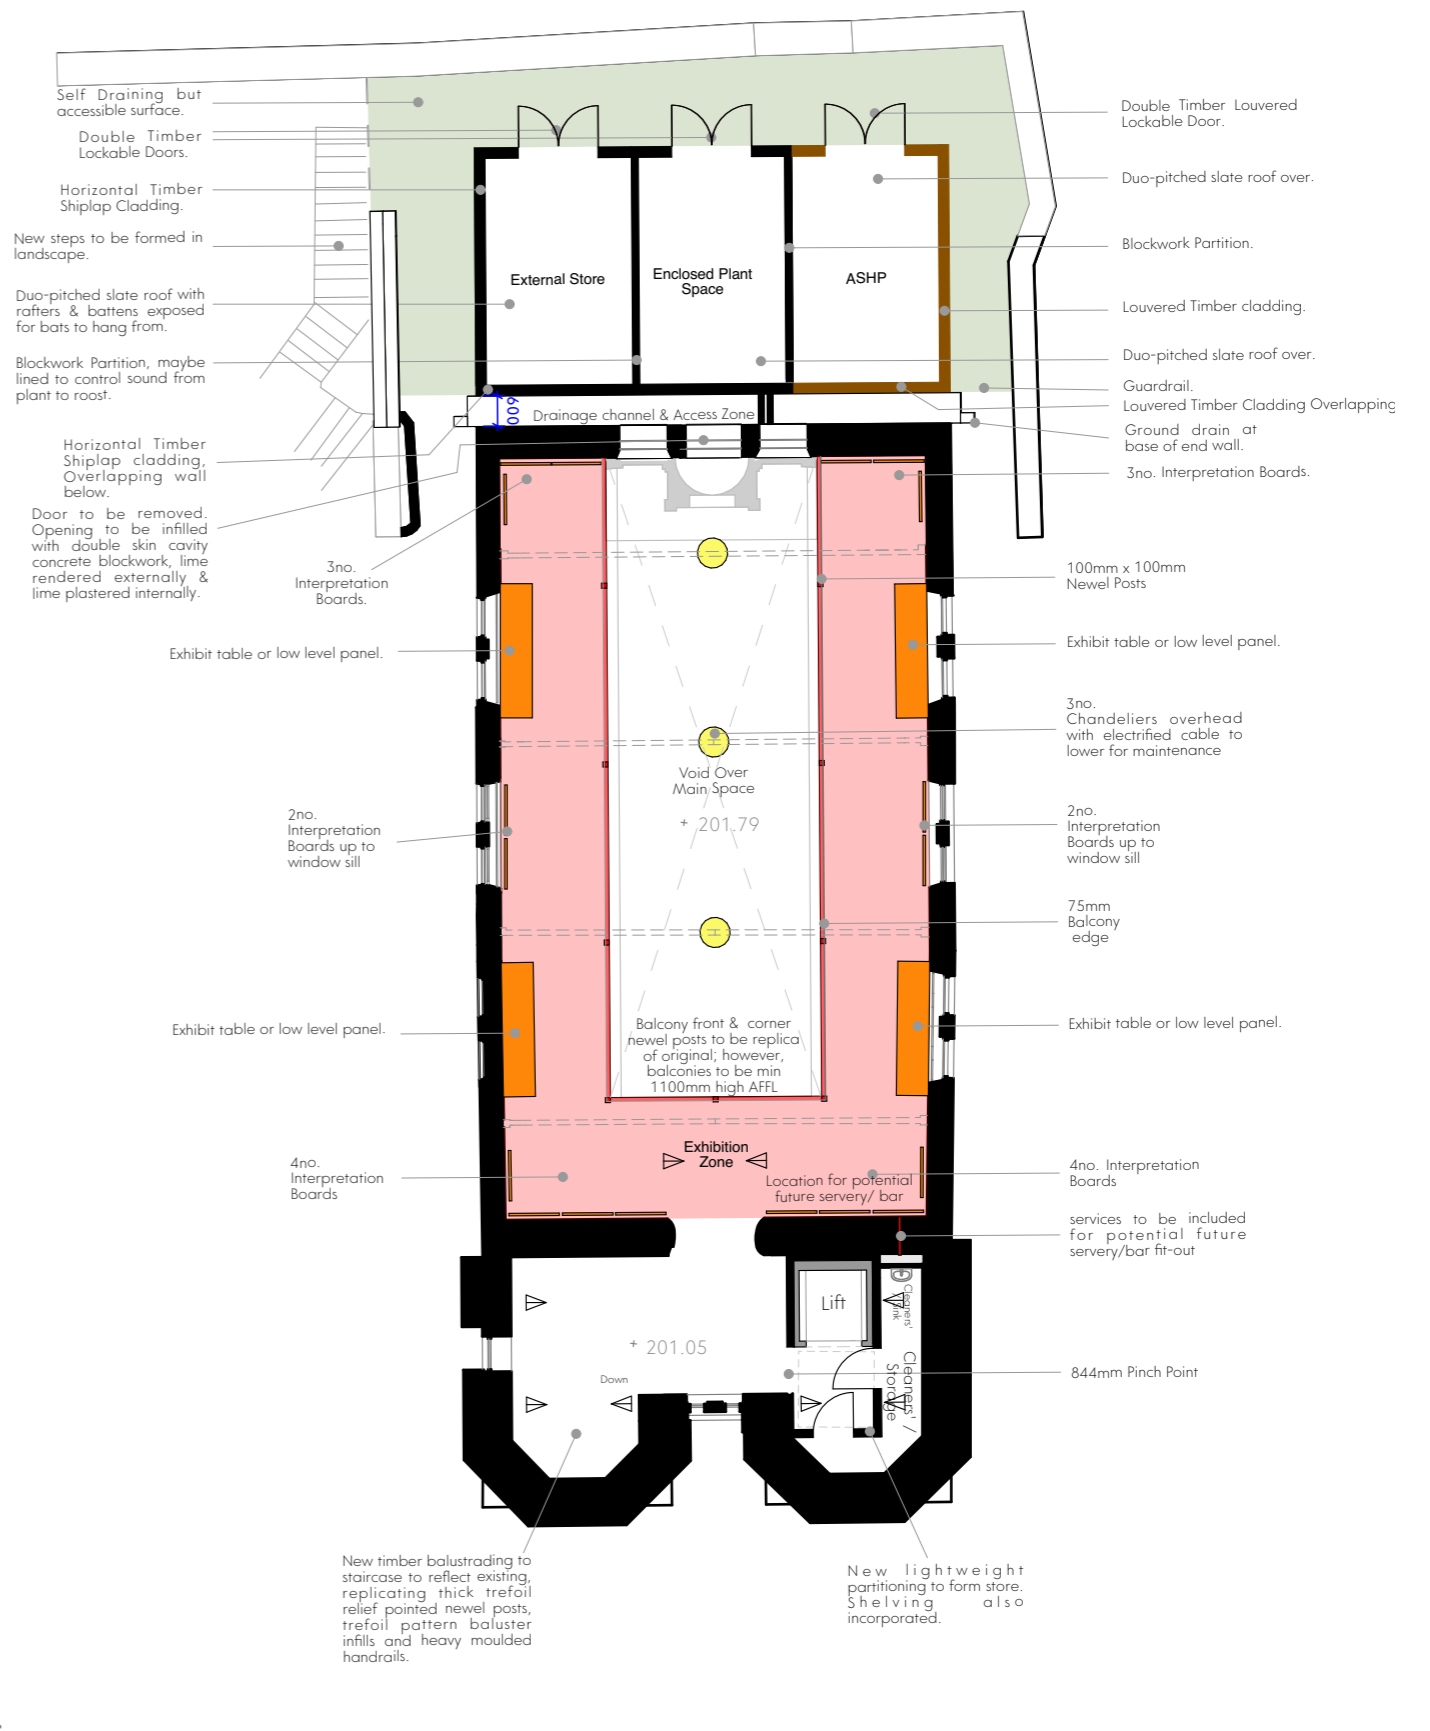 Self Draining but
accessible surface.
Double Timber
Lockable Doors.
Horizontal Timber
Shiplap Cladding.
New steps to be formed in
landscape.
Duo-pitched slate roof with
rafters & battens exposed
for bats to hang from.
Blockwork Partition, maybe
lined to control sound from
plant to roost.
Horizontal Timber
Shiplap cladding,
Overlapping wall
below.
Door to be removed.
Opening to be infilled
with double skin cavity
concrete blockwork, lime
rendered externally &
lime plastered internally.
3no.
Interpretation
Boards.
Exhibit table or low level panel.
2no.
Interpretation
Boards up to
window sill
Exhibit table or low level panel.
4no.
Interpretation
Boards
New timber balustrading to
staircase to reflect existing,
replicating thick trefoil
relief pointed newel posts,
trefoil pattern baluster
infills and heavy moulded
handrails.
External Store
Enclosed Plant
Space
ASHP
600
Drainage channel & Access Zone
Void Over
Main Space
+ 201.79
Balcony front & corner
newel posts to be replica
of original; however,
balconies to be min
1100mm high AFFL
Exhibition
Zone
Location for potential
future servery/ bar
Lift
Cleaners'
Sink
Cleaners' /
Storage
+ 201.05
Down
Double Timber Louvered
Lockable Door.
Duo-pitched slate roof over.
Blockwork Partition.
Louvered Timber cladding.
Duo-pitched slate roof over.
Guardrail.
Louvered Timber Cladding Overlapping
Ground drain at
base of end wall.
3no. Interpretation Boards.
100mm x 100mm
Newel Posts
Exhibit table or low level panel.
3no.
Chandeliers overhead
with electrified cable to
lower for maintenance
2no.
Interpretation
Boards up to
window sill
75mm
Balcony
edge
Exhibit table or low level panel.
4no. Interpretation
Boards
services to be included
for potential future
servery/bar fit-out
844mm Pinch Point
New lightweight
partitioning to form store.
Shelving also
incorporated.